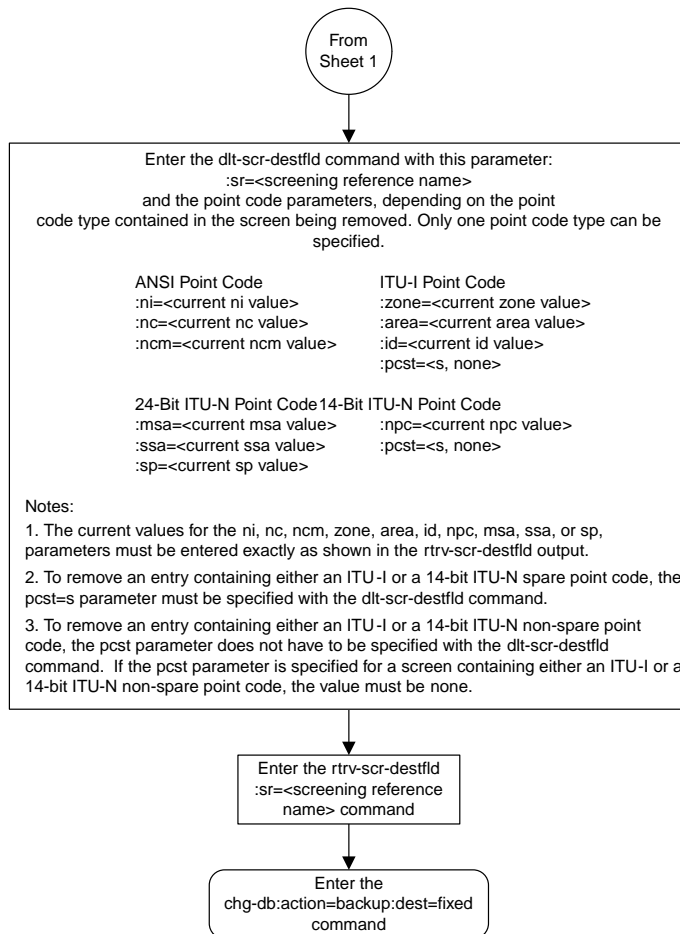 From
Sheet 1
Enter the dlt-scr-destfld command with this parameter:
:sr=<screening reference name>
and the point code parameters, depending on the point
code type contained in the screen being removed. Only one point code type can be
specified.
ANSI Point Code
:ni=<current ni value>
:nc=<current nc value>
:ncm=<current ncm value>
ITU-I Point Code
:zone=<current zone value>
:area=<current area value>
:id=<current id value>
:pcst=<s, none>
24-Bit ITU-N Point Code
:msa=<current msa value>
:ssa=<current ssa value>
:sp=<current sp value>
14-Bit ITU-N Point Code
:npc=<current npc value>
:pcst=<s, none>
Notes:
1. The current values for the ni, nc, ncm, zone, area, id, npc, msa, ssa, or sp,
parameters must be entered exactly as shown in the rtrv-scr-destfld output.
2. To remove an entry containing either an ITU-I or a 14-bit ITU-N spare point code, the
pcst=s parameter must be specified with the dlt-scr-destfld command.
3. To remove an entry containing either an ITU-I or a 14-bit ITU-N non-spare point
code, the pcst parameter does not have to be specified with the dlt-scr-destfld
command. If the pcst parameter is specified for a screen containing either an ITU-I or a
14-bit ITU-N non-spare point code, the value must be none.
Enter the rtrv-scr-destfld
:sr=<screening reference
name> command
Enter the
chg-db:action=backup:dest=fixed
command